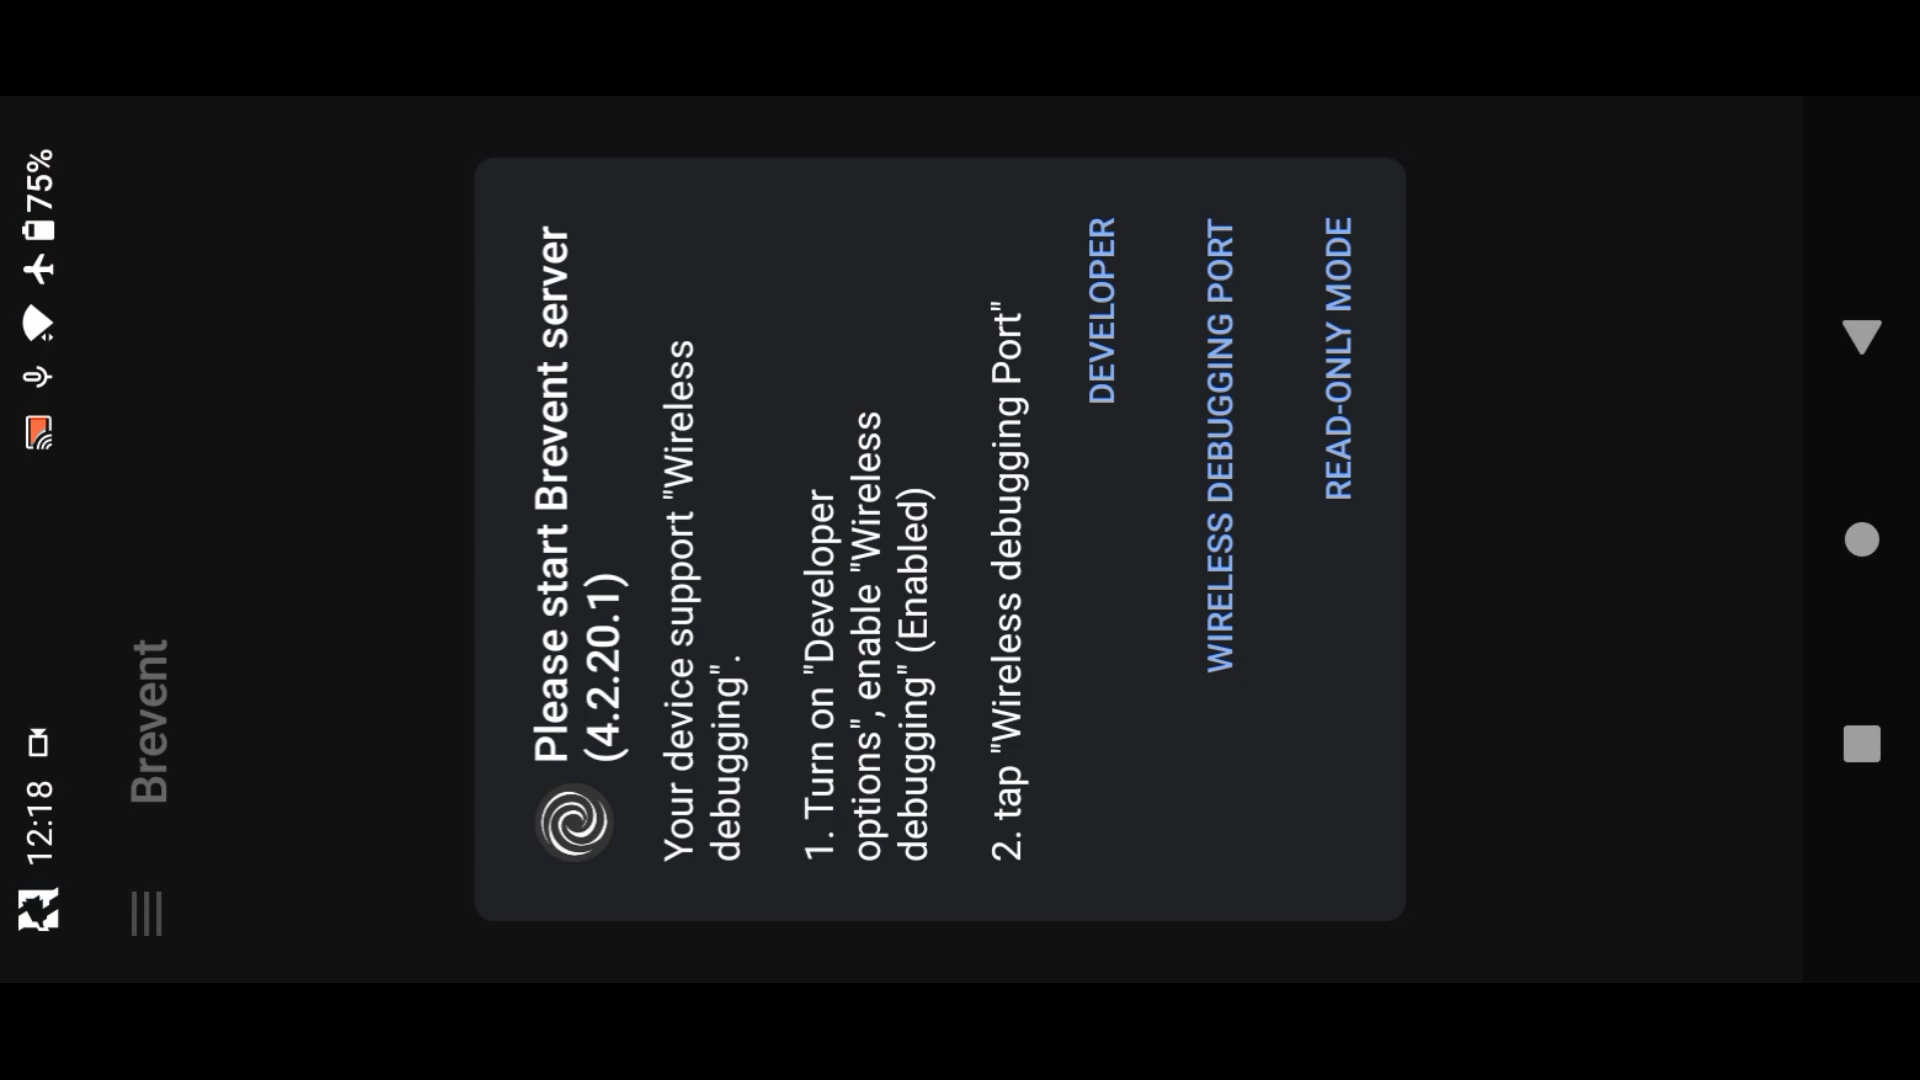 12:18
75%
Brevent
Please start Brevent server
(4.2.20.1)
Your device support "Wireless
debugging".
1. Turn on "Developer
options", enable "Wireless
debugging" (Enabled)
2. tap "Wireless debugging Port"
DEVELOPER
WIRELESS DEBUGGING PORT
READ-ONLY MODE